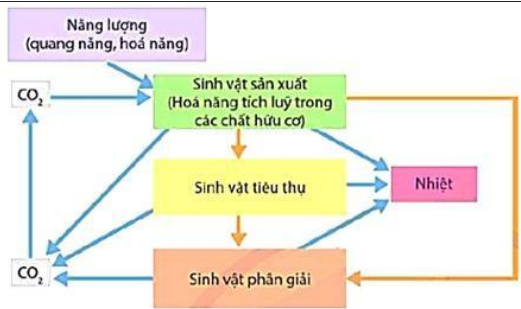 Năng lượng
(quang năng, hoá năng)
CO₂
Sinh vật sản xuất
(Hoá năng tích luỹ trong
các chất hữu cơ)
Sinh vật tiêu thụ
Nhiệt
CO₂
Sinh vật phân giải